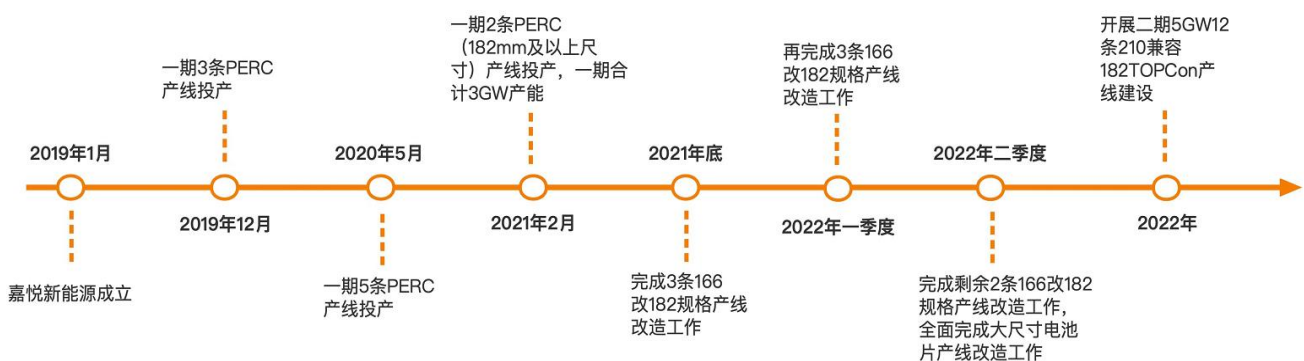 2019年1月
嘉悦新能源成立
一期3条PERC
产线投产
2019年12月
2020年5月
一期5条PERC
产线投产
一期2条PERC
（182mm及以上尺
寸）产线投产，一期合
计3GW产能
2021年2月
2021年底
完成3条166
改182规格产线
改造工作
再完成3条166
改182规格产线
改造工作
2022年一季度
2022年二季度
完成剩余2条166改182
规格产线改造工作，
全面完成大尺寸电池
片产线改造工作
开展二期5GW12
条210兼容
182TOPCon产
线建设
2022年